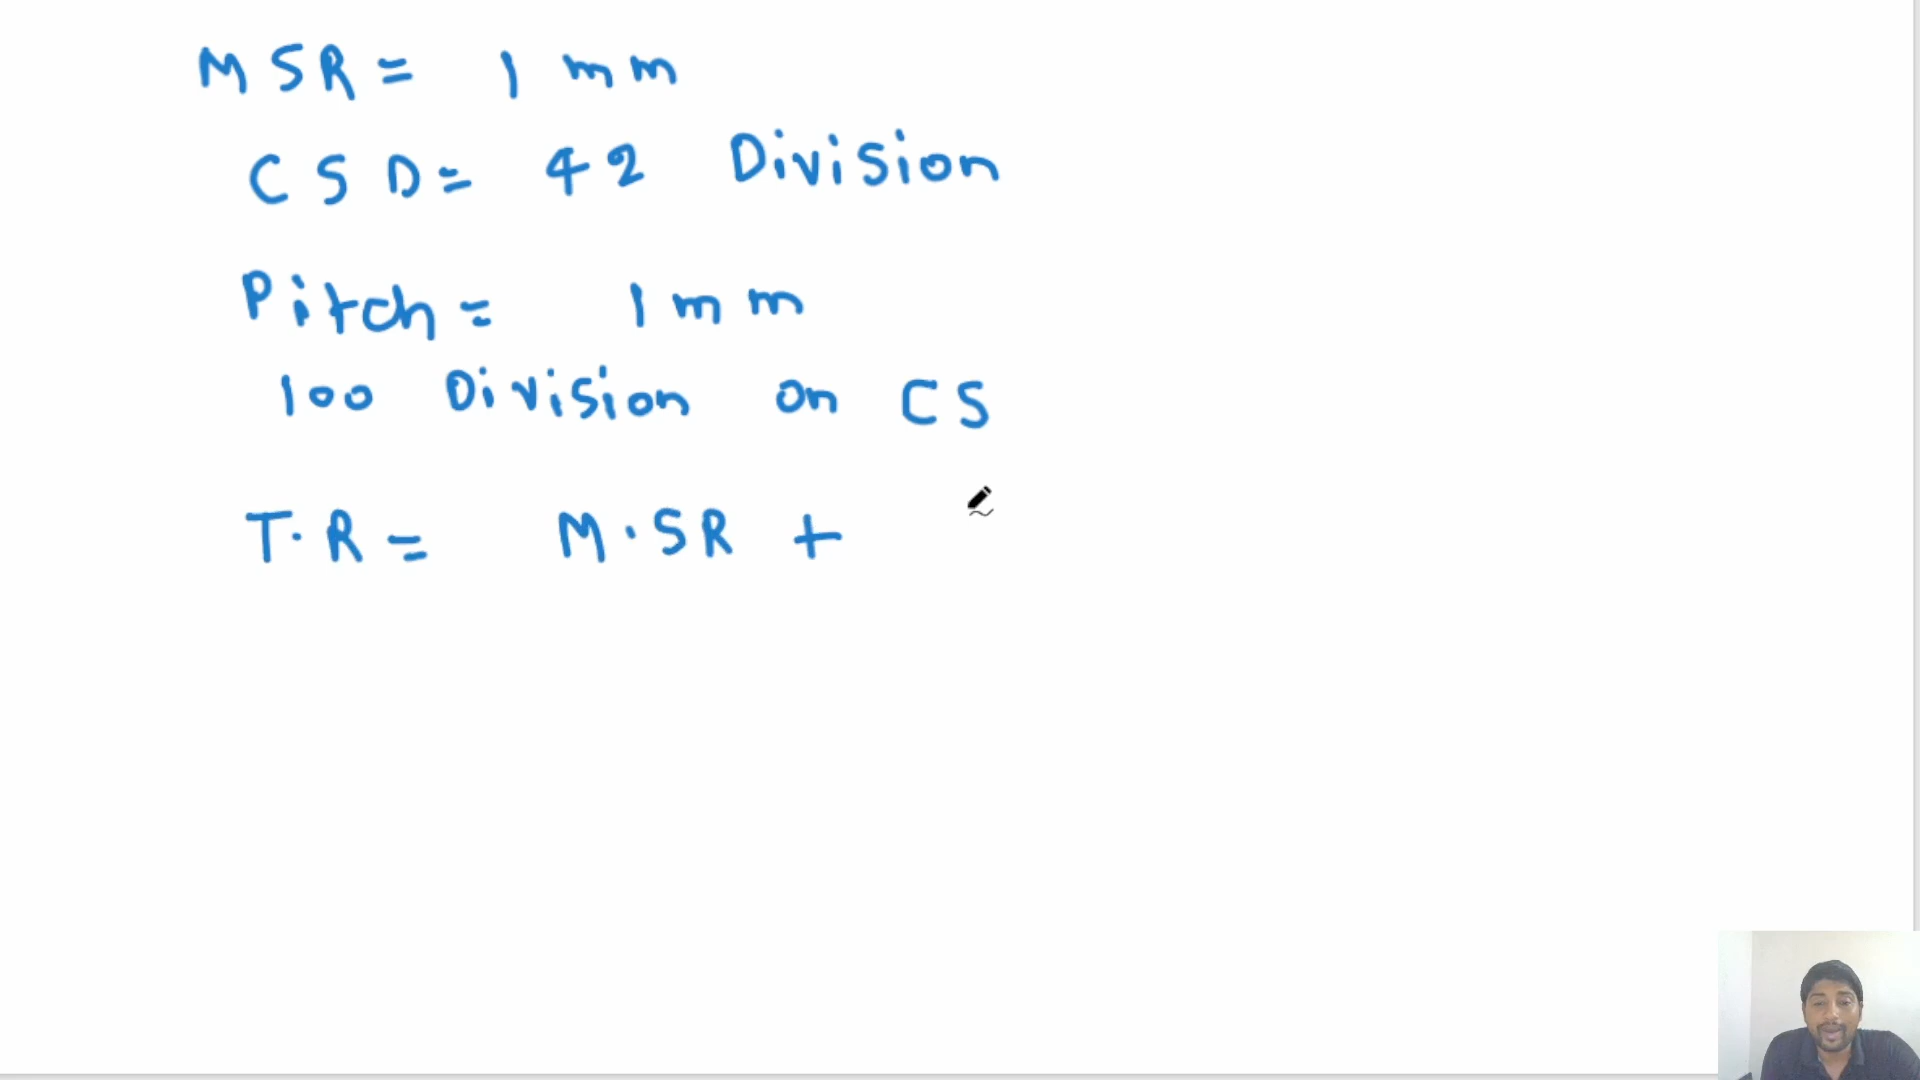 MSR = 1 mm
CSD = 42 Division
Pitch = 1 mm
100 Division on CS
T.R = M.SR +